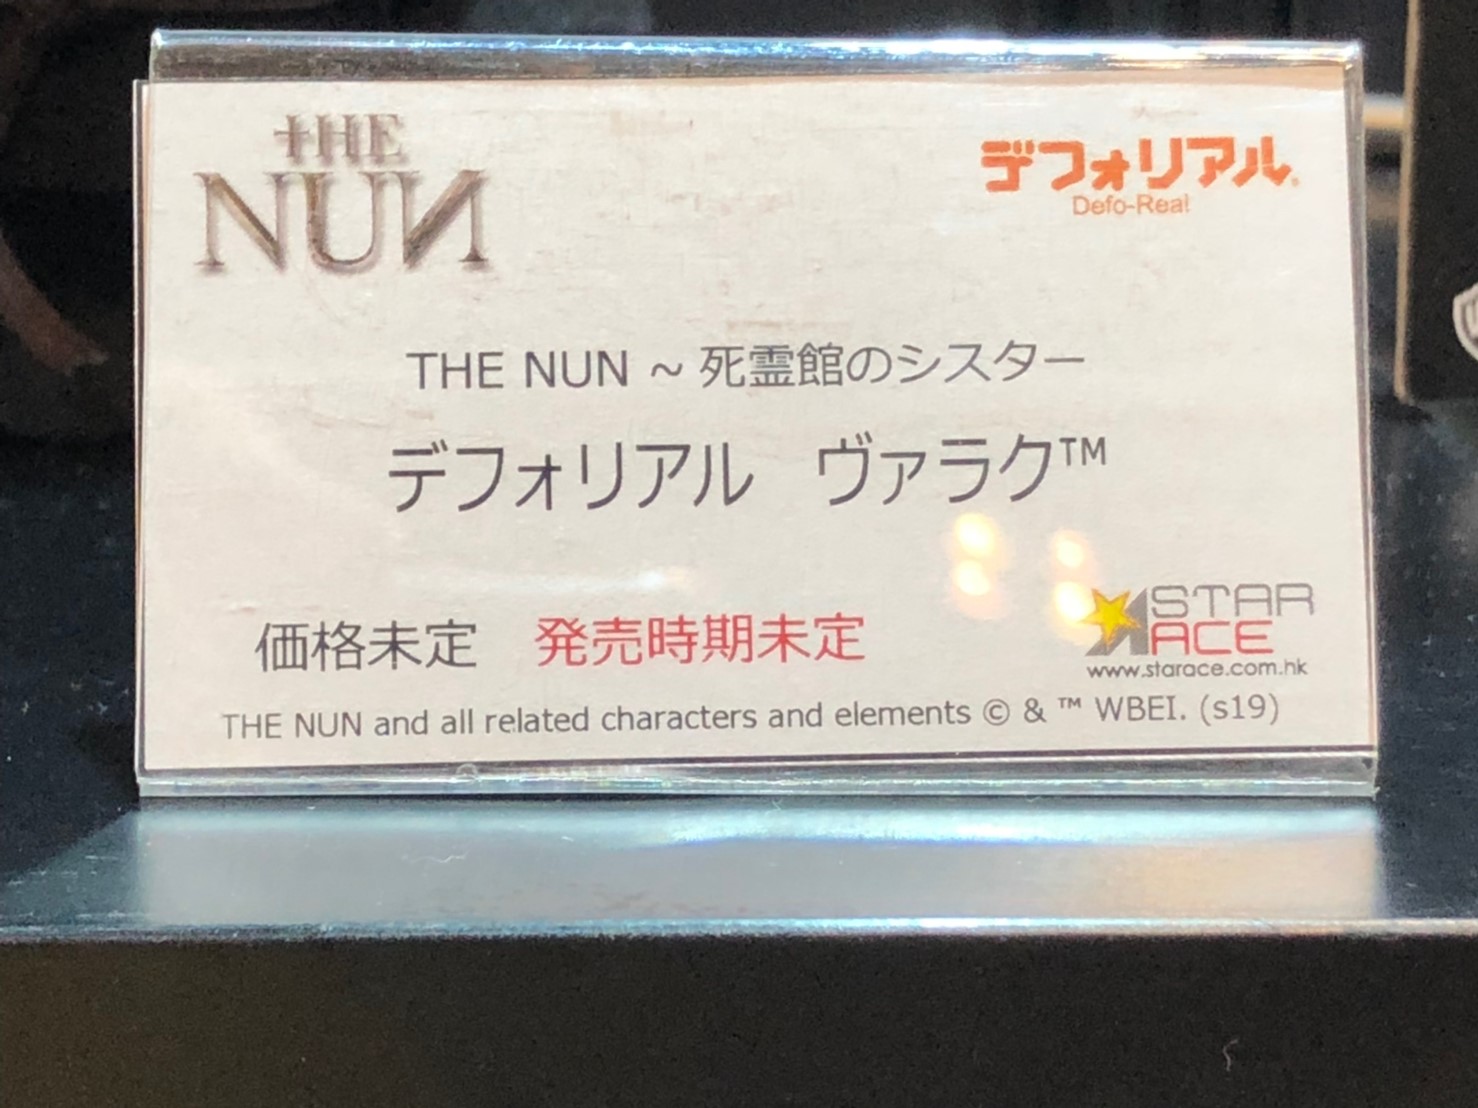 THE
NUN
デフォリアル®
Defo-Real
THE NUN ~ 死霊館のシスター
デフォリアル ヴァラク™
価格未定 発売時期未定
STAR
ACE
www.starace.com.hk
THE NUN and all related characters and elements © & ™ WBEI. (s19)